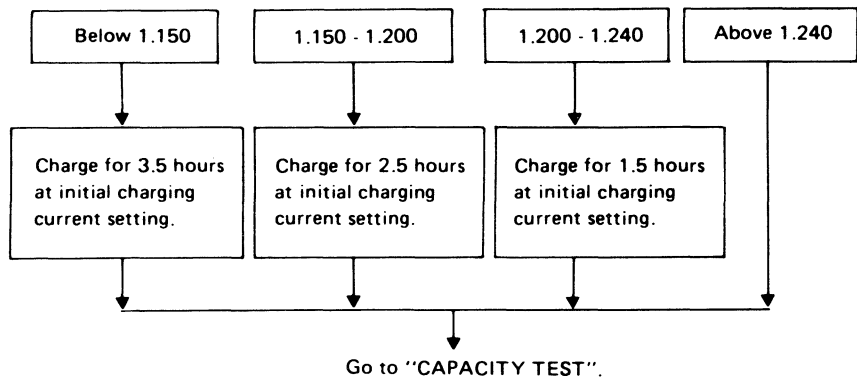 Below 1.150
1.150 - 1.200
1.200 - 1.240
Above 1.240
Charge for 3.5 hours
at initial charging
current setting.
Charge for 2.5 hours
at initial charging
current setting.
Charge for 1.5 hours
at initial charging
current setting.
Go to "CAPACITY TEST".